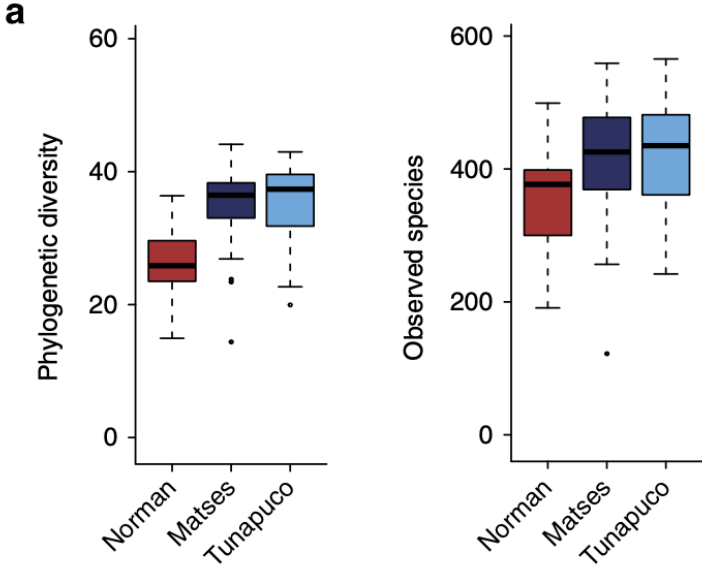 a
Phylogenetic diversity
60
40
20
0
Norman
Matses
Tunapuco
Observed species
600
400
200
0
Norman
Matses
Tunapuco